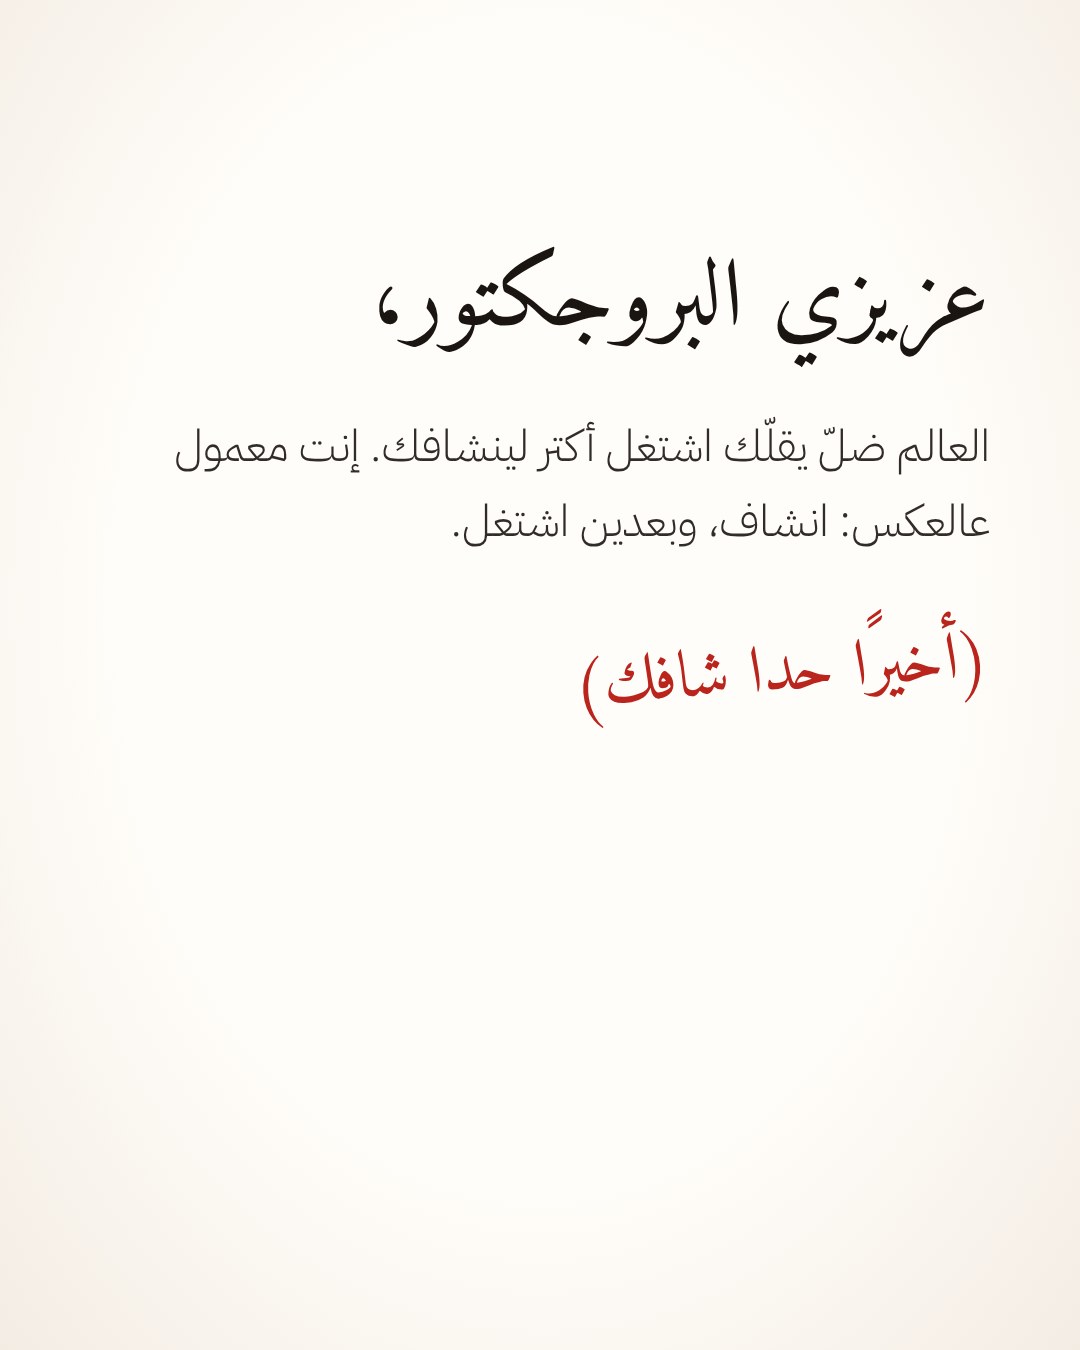 عزيزي البروجكتور،
العالم ضلّ يقلّك اشتغل أكتر لينشافك. إنت معمول
عالعكس: انشاف، وبعدين اشتغل.
(أخيرًا حدا شافك)